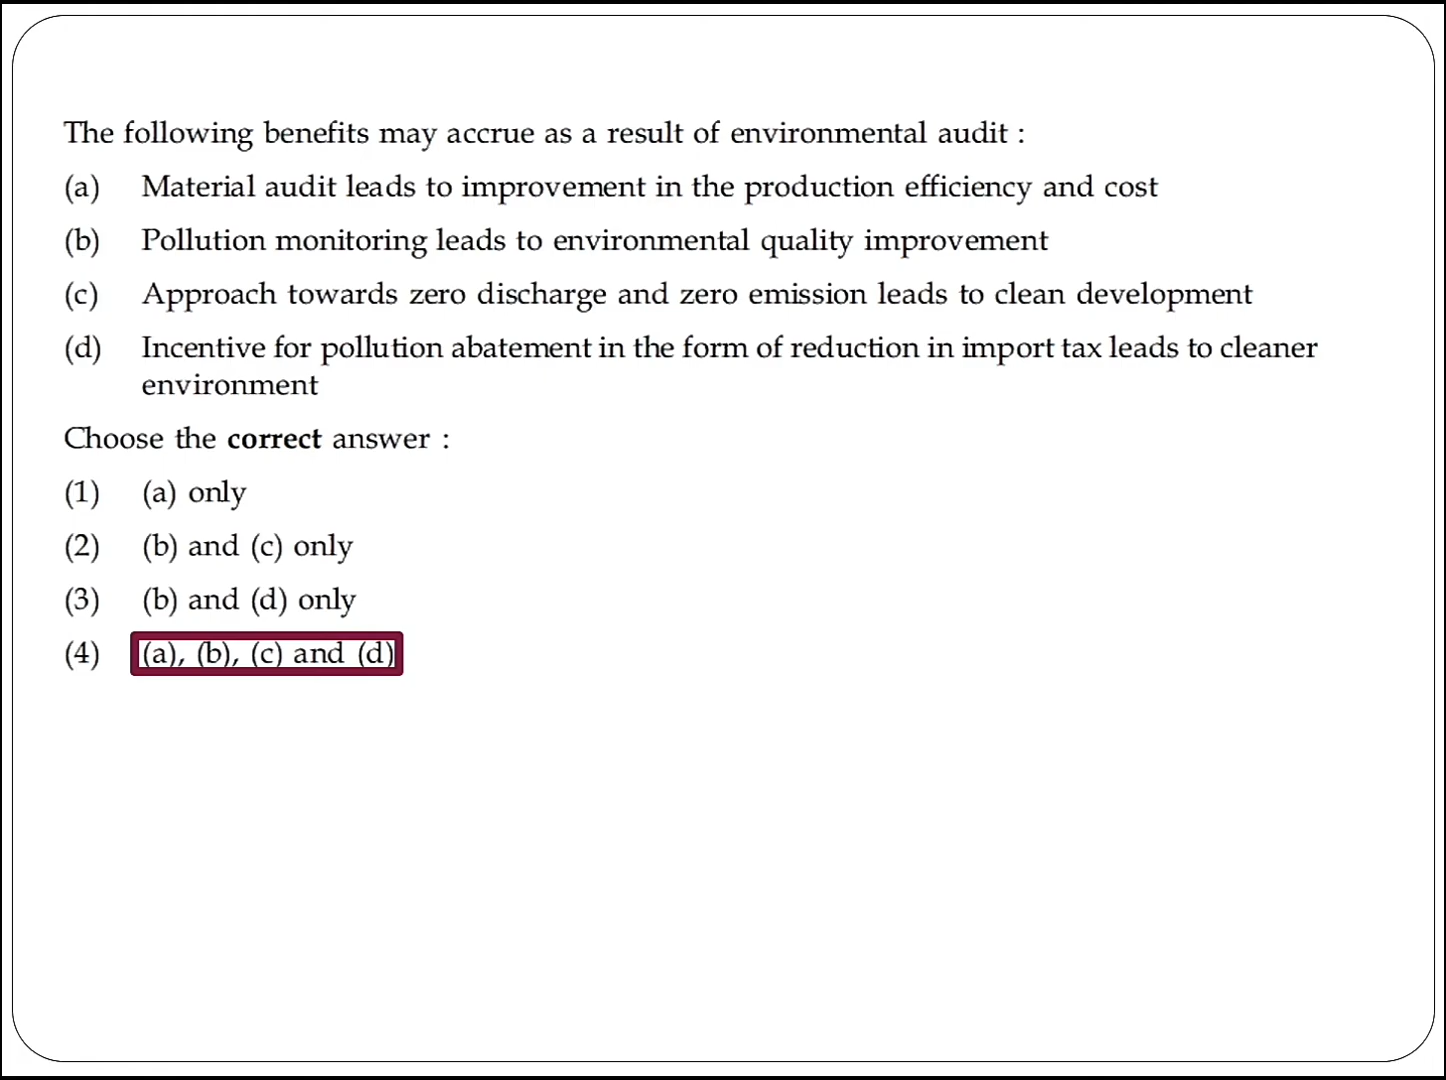 The following benefits may accrue as a result of environmental audit :
(a) Material audit leads to improvement in the production efficiency and cost
(b) Pollution monitoring leads to environmental quality improvement
(c) Approach towards zero discharge and zero emission leads to clean development
(d) Incentive for pollution abatement in the form of reduction in import tax leads to cleaner
environment
Choose the correct answer :
(1) (a) only
(2) (b) and (c) only
(3) (b) and (d) only
(4) (a), (b), (c) and (d)